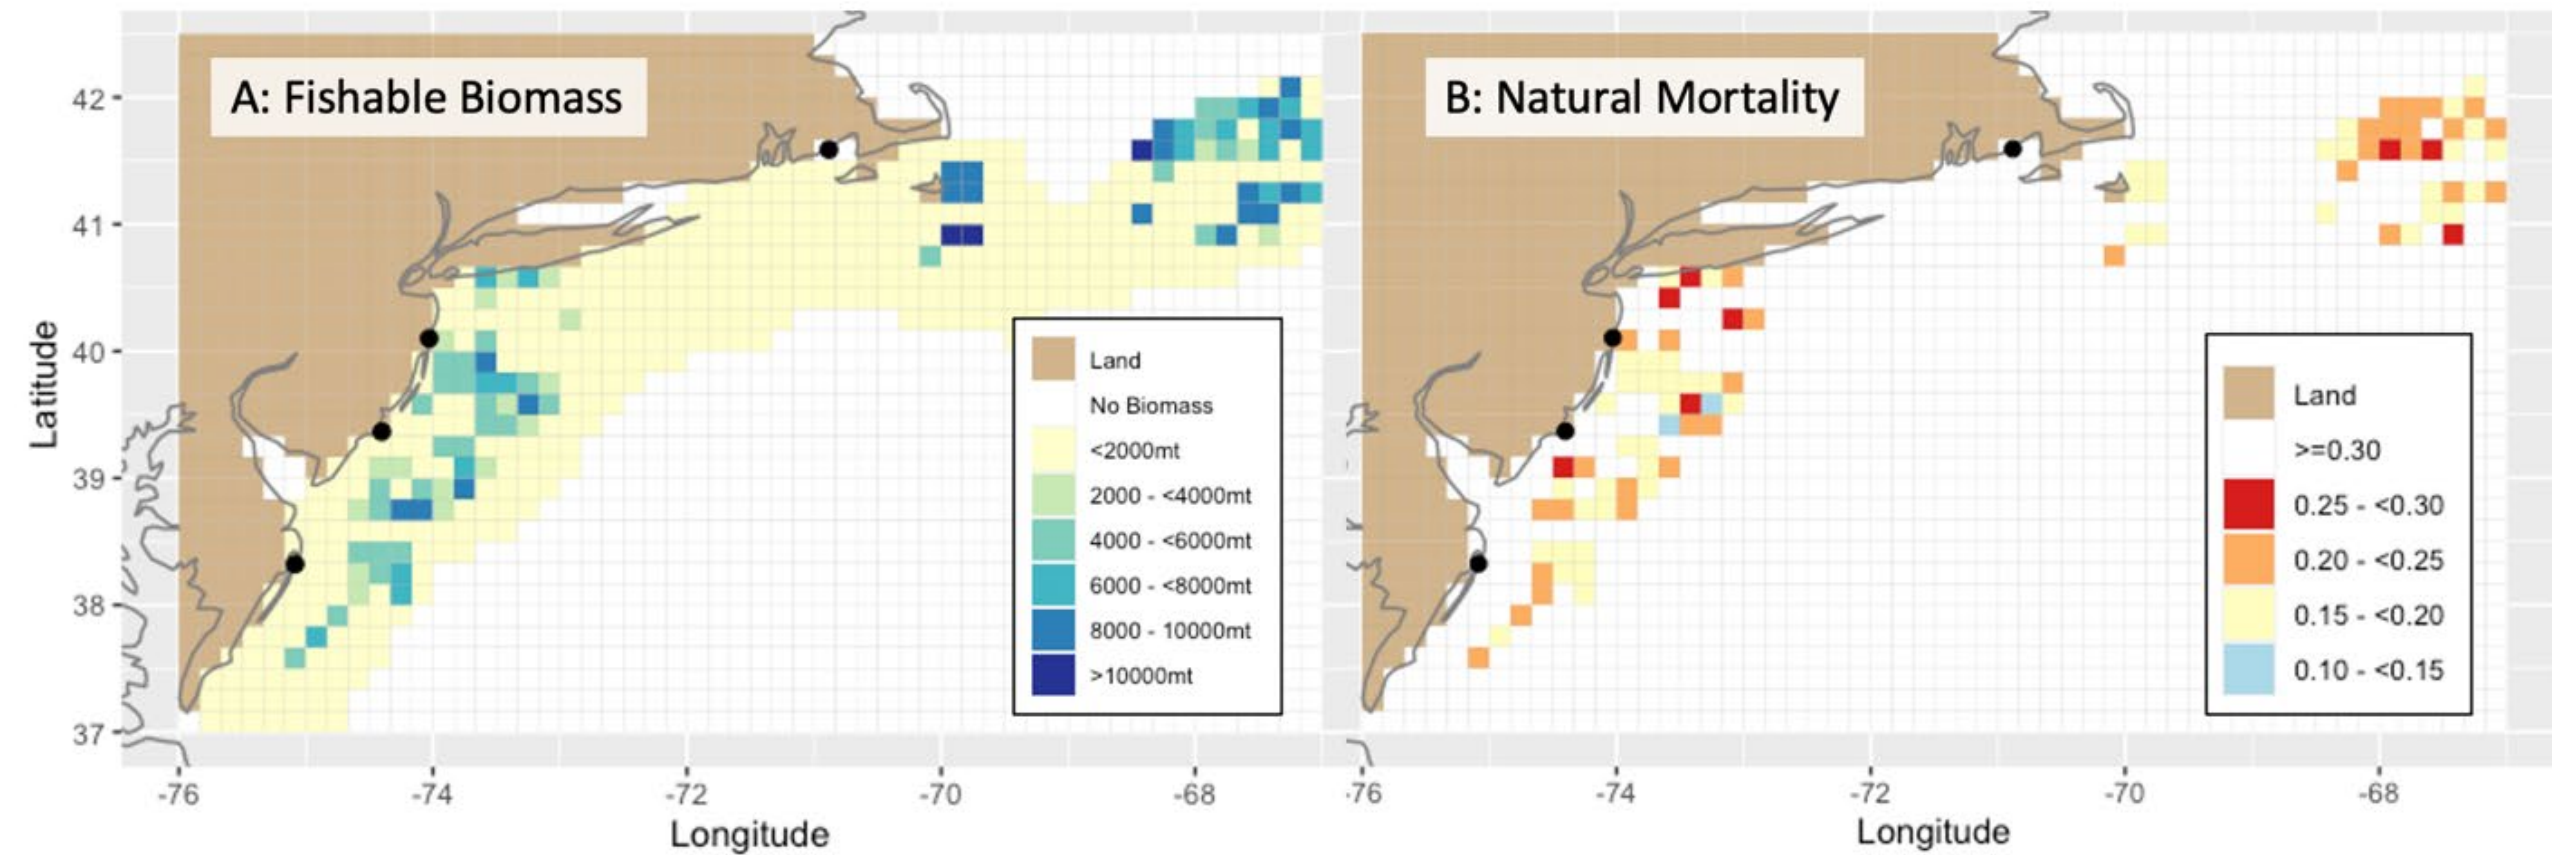 A: Fishable Biomass
B: Natural Mortality
Latitude
42
41
40
39
38
37
Land
No Biomass
<2000mt
2000 - <4000mt
4000 - <6000mt
6000 - <8000mt
8000 - 10000mt
>10000mt
Land
>=0.30
0.25 - <0.30
0.20 - <0.25
0.15 - <0.20
0.10 - <0.15
-76 -74 -72 -70 -68
-76 -74 -72 -70 -68
Longitude
Longitude